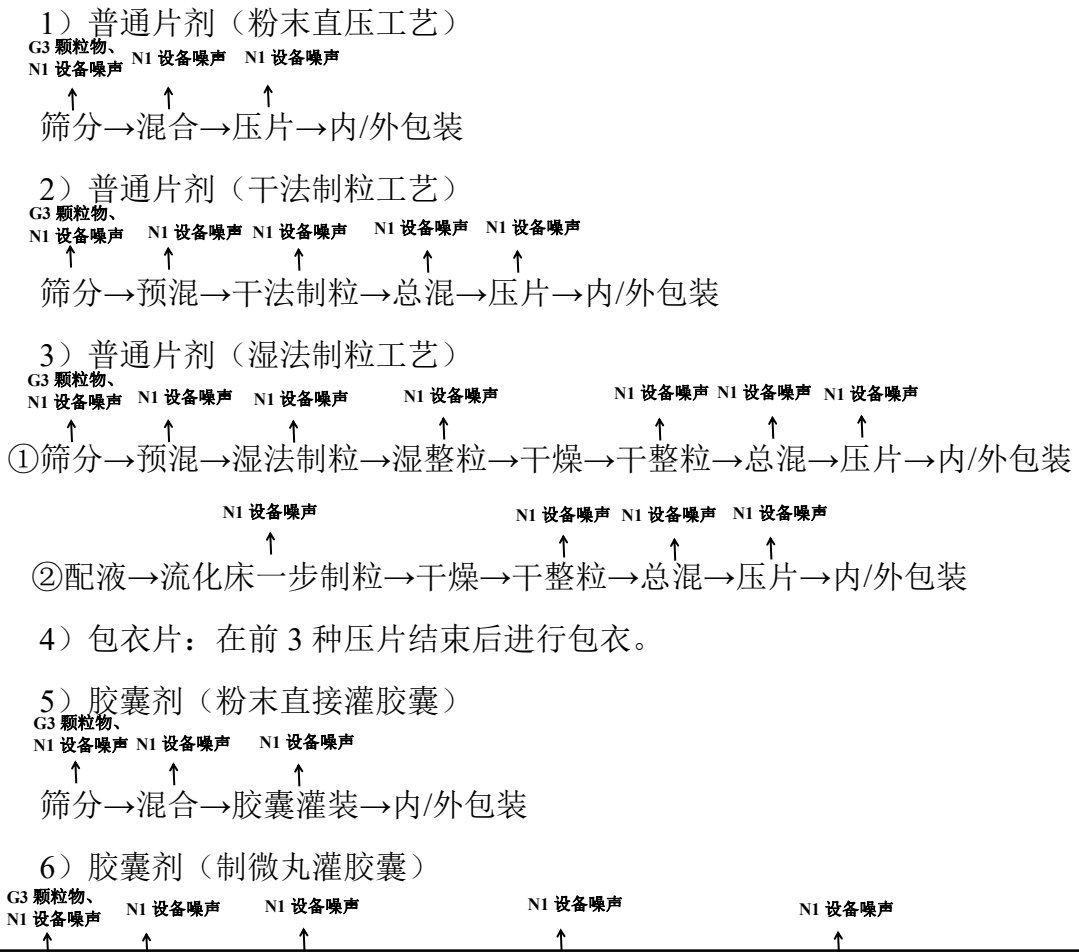 1）普通片剂（粉末直压工艺）
G3 颗粒物、
N1 设备噪声 N1 设备噪声 N1 设备噪声
↑ ↑ ↑
筛分→混合→压片→内/外包装
2）普通片剂（干法制粒工艺）
G3 颗粒物、
N1 设备噪声 N1 设备噪声 N1 设备噪声 N1 设备噪声 N1 设备噪声
↑ ↑ ↑ ↑ ↑
筛分→预混→干法制粒→总混→压片→内/外包装
3）普通片剂（湿法制粒工艺）
G3 颗粒物、
N1 设备噪声 N1 设备噪声 N1 设备噪声 N1 设备噪声 N1 设备噪声 N1 设备噪声 N1 设备噪声
↑ ↑ ↑ ↑ ↑ ↑ ↑
①筛分→预混→湿法制粒→湿整粒→干燥→干整粒→总混→压片→内/外包装
N1 设备噪声 N1 设备噪声 N1 设备噪声 N1 设备噪声
↑ ↑ ↑ ↑
②配液→流化床一步制粒→干燥→干整粒→总混→压片→内/外包装
4）包衣片：在前 3 种压片结束后进行包衣。
5）胶囊剂（粉末直接灌胶囊）
G3 颗粒物、
N1 设备噪声 N1 设备噪声 N1 设备噪声
↑ ↑ ↑
筛分→混合→胶囊灌装→内/外包装
6）胶囊剂（制微丸灌胶囊）
G3 颗粒物、
N1 设备噪声 N1 设备噪声 N1 设备噪声 N1 设备噪声 N1 设备噪声
↑ ↑ ↑ ↑ ↑